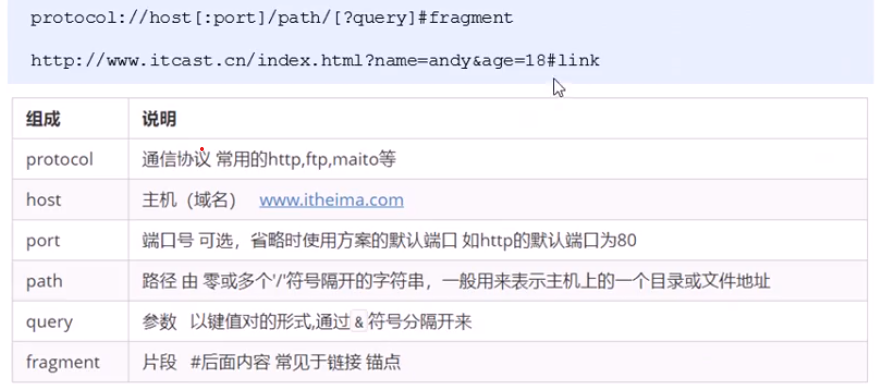 protocol://host[:port]/path/[?query]#fragment
http://www.itcast.cn/index.html?name=andy&age=18#link
组成 说明
protocol 通信协议 常用的http,ftp,maito等
host 主机（域名） www.itheima.com
port 端口号 可选，省略时使用方案的默认端口 如http的默认端口为80
path 路径 由 零或多个'/'符号隔开的字符串，一般用来表示主机上的一个目录或文件地址
query 参数 以键值对的形式,通过&符号分隔开来
fragment 片段 #后面内容 常见于链接 锚点